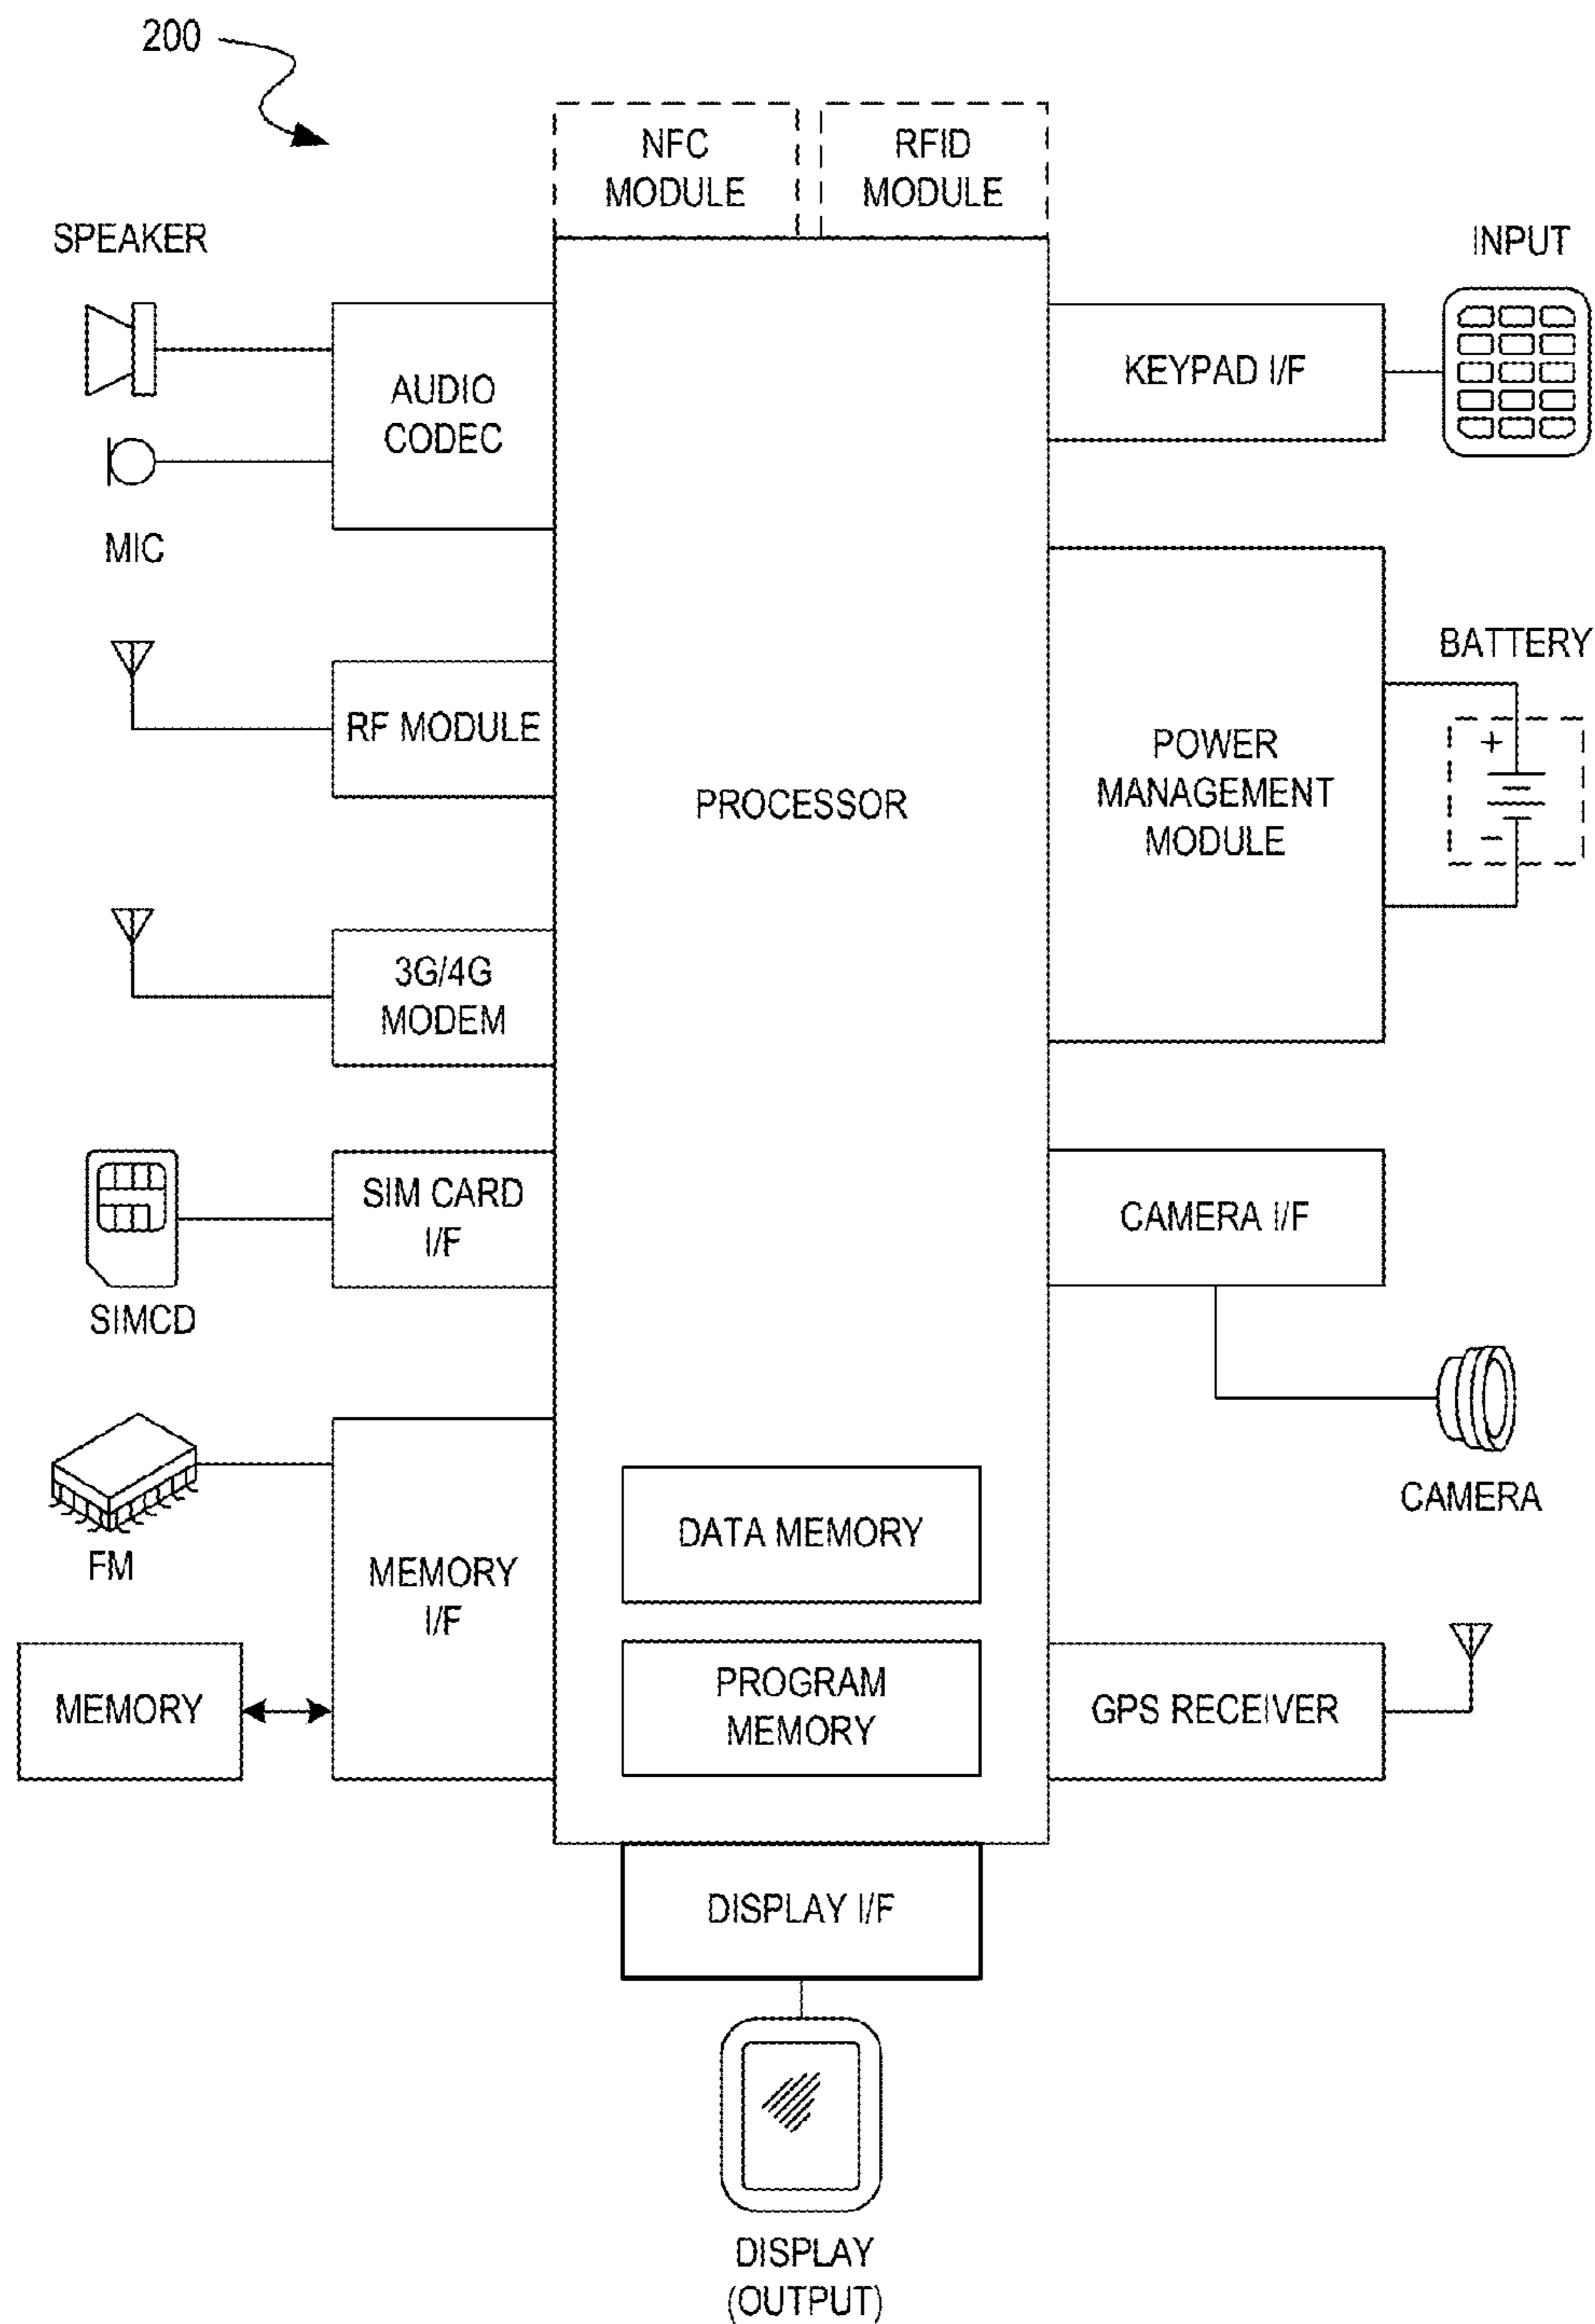 200
NFC
MODULE
RFID
MODULE
SPEAKER
INPUT
AUDIO
CODEC
KEYPAD I/F
MIC
BATTERY
RF MODULE
+
POWER
MANAGEMENT
MODULE
PROCESSOR
−
3G/4G
MODEM
SIM CARD
I/F
CAMERA I/F
SIMCD
CAMERA
DATA MEMORY
FM
MEMORY
I/F
MEMORY
PROGRAM
MEMORY
GPS RECEIVER
DISPLAY I/F
DISPLAY
(OUTPUT)